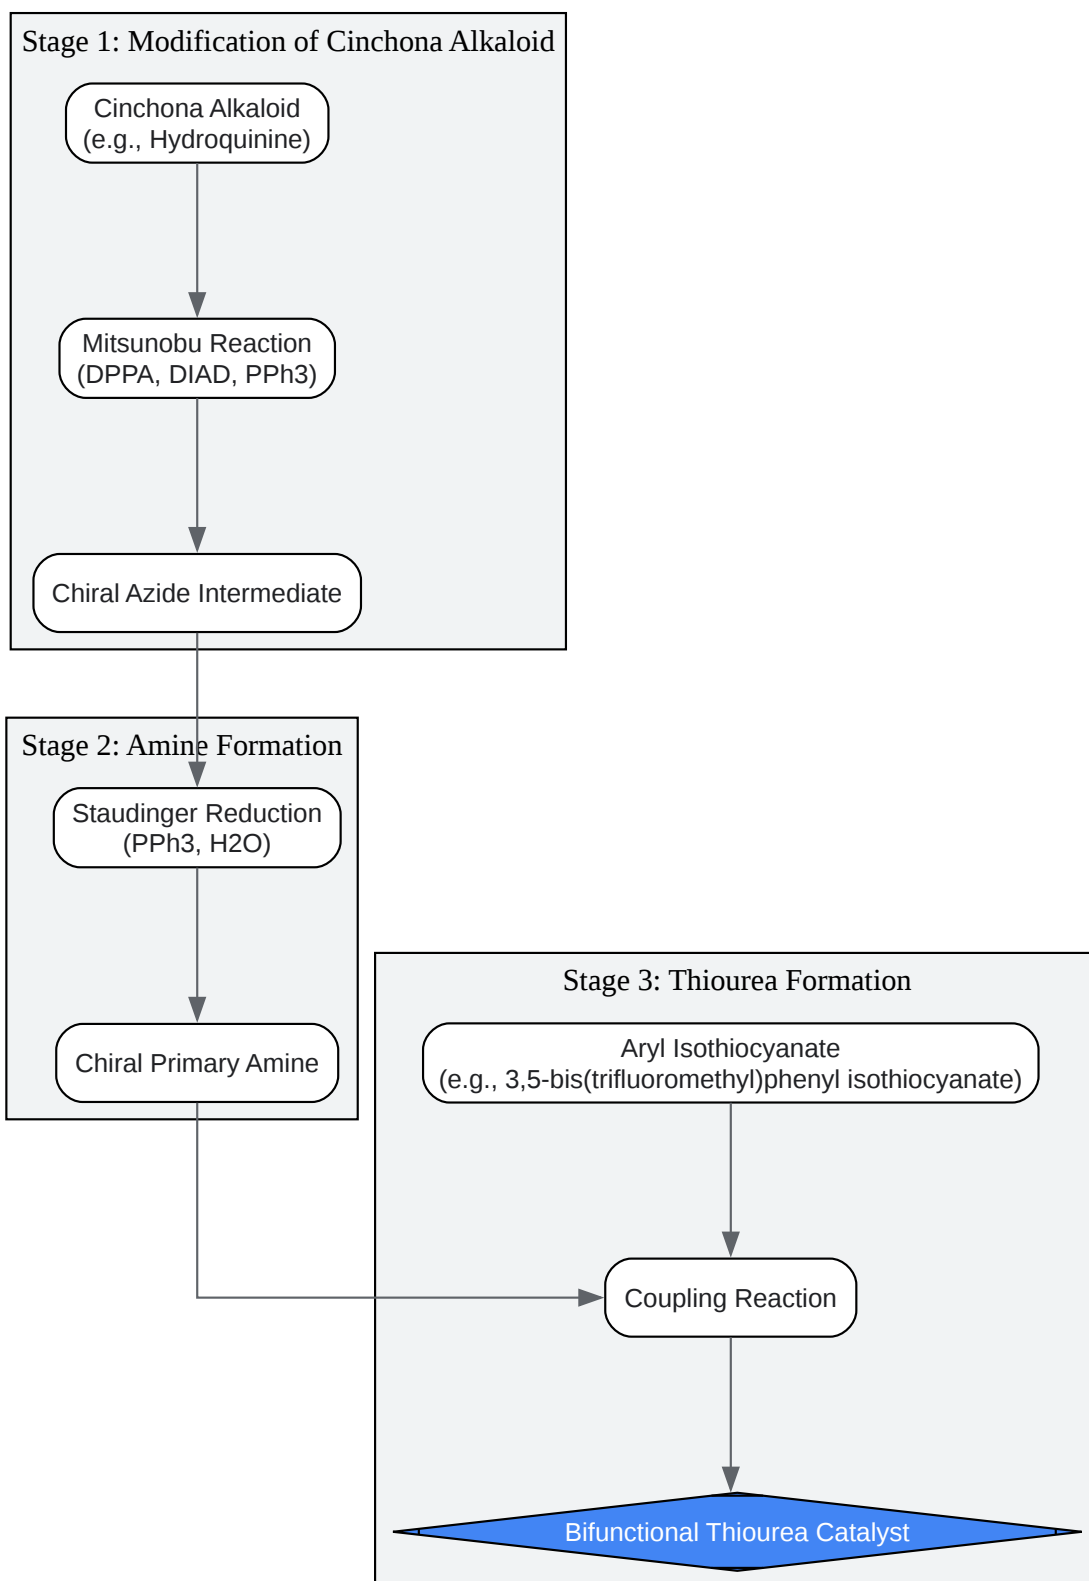 Stage 1: Modification of Cinchona Alkaloid
Cinchona Alkaloid
(e.g., Hydroquinine)
Mitsunobu Reaction
(DPPA, DIAD, PPh3)
Chiral Azide Intermediate
Stage 2: Amine Formation
Staudinger Reduction
(PPh3, H2O)
Chiral Primary Amine
Stage 3: Thiourea Formation
Aryl Isothiocyanate
(e.g., 3,5-bis(trifluoromethyl)phenyl isothiocyanate)
Coupling Reaction
Bifunctional Thiourea Catalyst